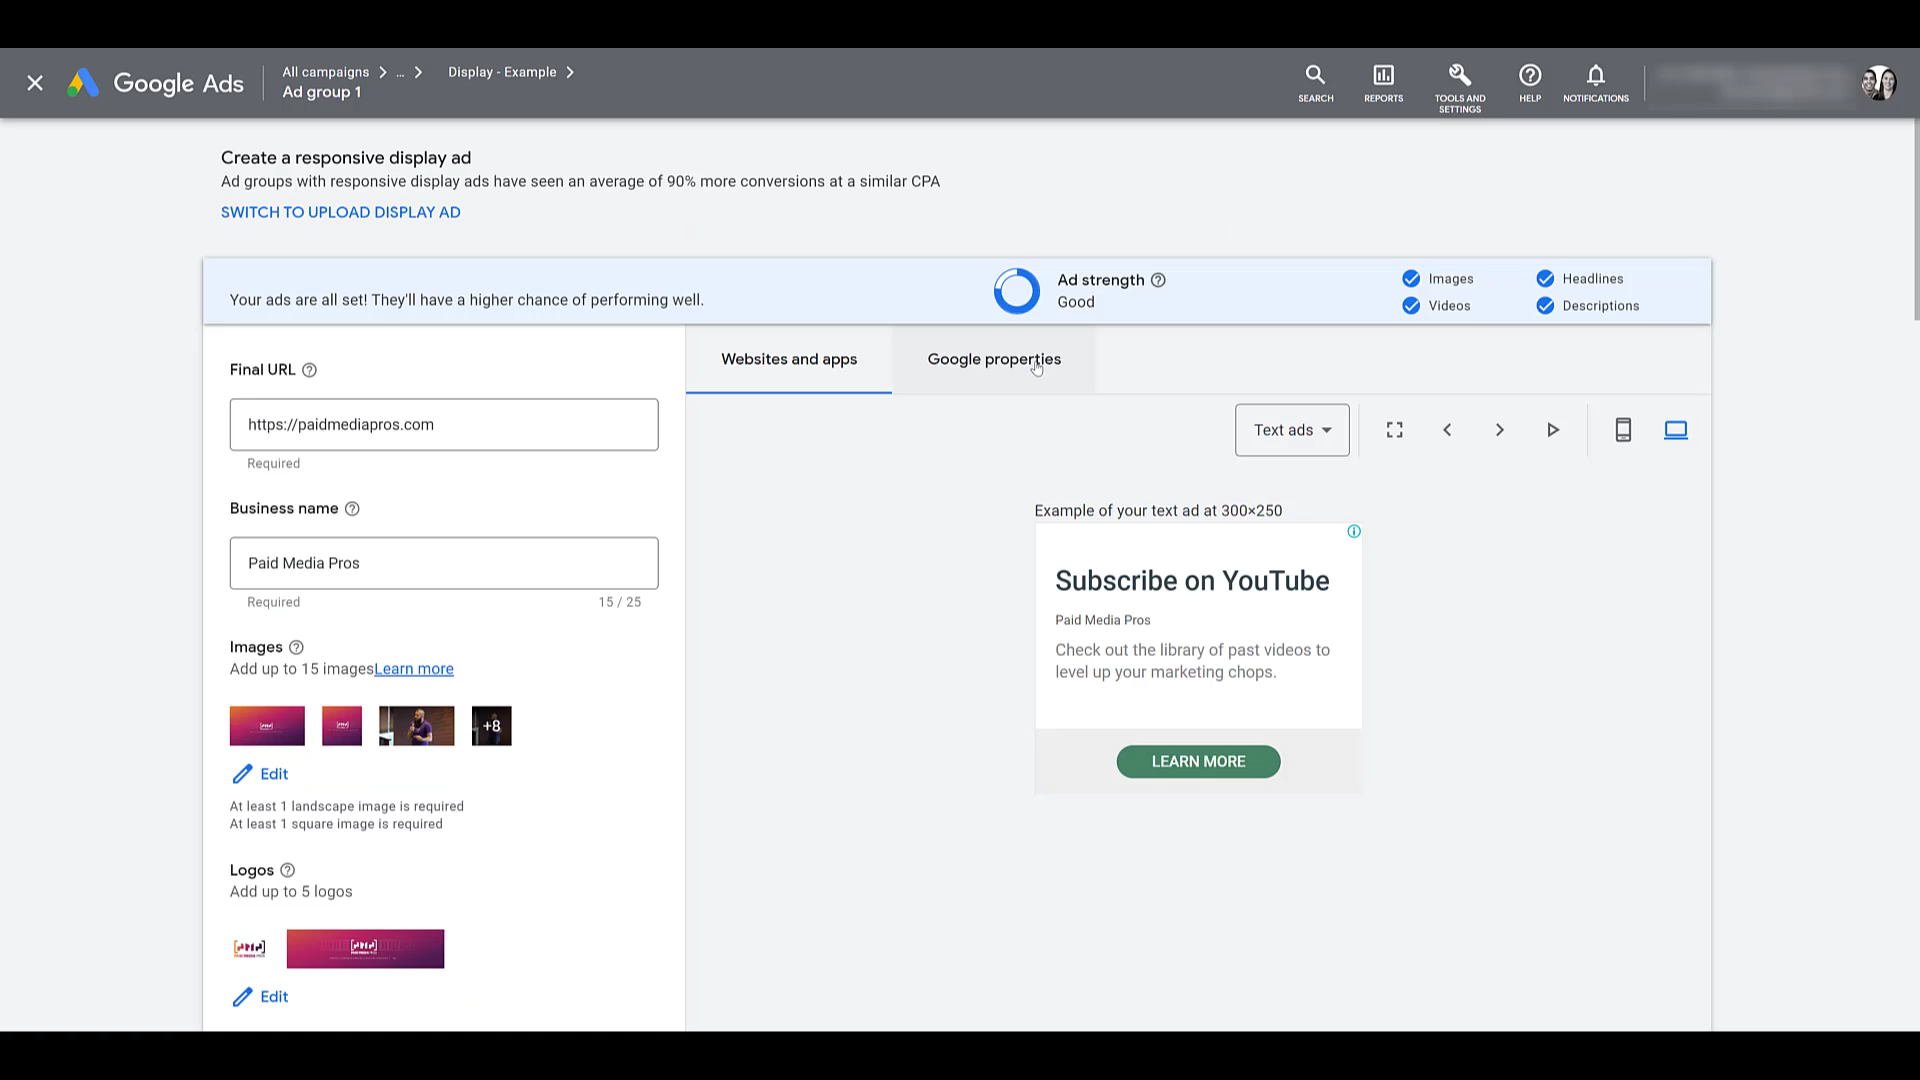 Google Ads
All campaigns
...
Display - Example
Ad group 1
SEARCH
REPORTS
TOOLS AND
SETTINGS
HELP
NOTIFICATIONS
Create a responsive display ad
Ad groups with responsive display ads have seen an average of 90% more conversions at a similar CPA
SWITCH TO UPLOAD DISPLAY AD
Your ads are all set! They'll have a higher chance of performing well.
Ad strength
Good
Images
Headlines
Videos
Descriptions
Final URL
https://paidmediapros.com
Required
Business name
Paid Media Pros
Required
15 / 25
Images
Add up to 15 imagesLearn more
+8
Edit
At least 1 landscape image is required
At least 1 square image is required
Logos
Add up to 5 logos
PAID MEDIA PROS
Edit
Websites and apps
Google properties
Text ads
Example of your text ad at 300×250
Subscribe on YouTube
Paid Media Pros
Check out the library of past videos to
level up your marketing chops.
LEARN MORE